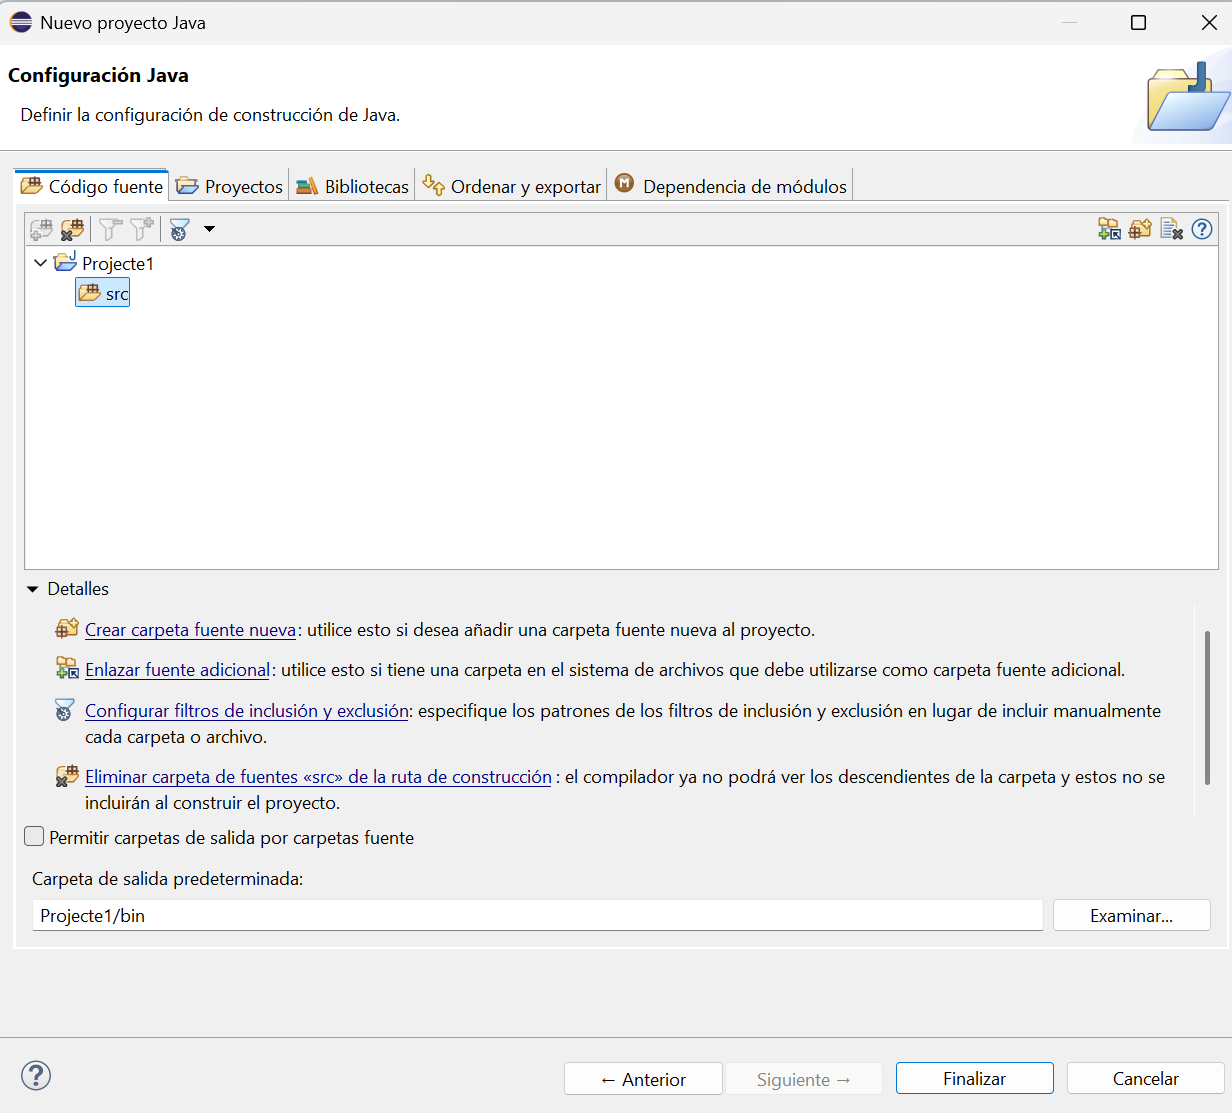 Nuevo proyecto Java
Configuración Java
Definir la configuración de construcción de Java.
Código fuente
Proyectos
Bibliotecas
Ordenar y exportar
M
Dependencia de módulos
Projecte1
src
Detalles
Crear carpeta fuente nueva: utilice esto si desea añadir una carpeta fuente nueva al proyecto.
Enlazar fuente adicional: utilice esto si tiene una carpeta en el sistema de archivos que debe utilizarse como carpeta fuente adicional.
Configurar filtros de inclusión y exclusión: especifique los patrones de los filtros de inclusión y exclusión en lugar de incluir manualmente
cada carpeta o archivo.
Eliminar carpeta de fuentes «src» de la ruta de construcción : el compilador ya no podrá ver los descendientes de la carpeta y estos no se
incluirán al construir el proyecto.
Permitir carpetas de salida por carpetas fuente
Carpeta de salida predeterminada:
Projecte1/bin
Examinar...
?
← Anterior
Siguiente →
Finalizar
Cancelar